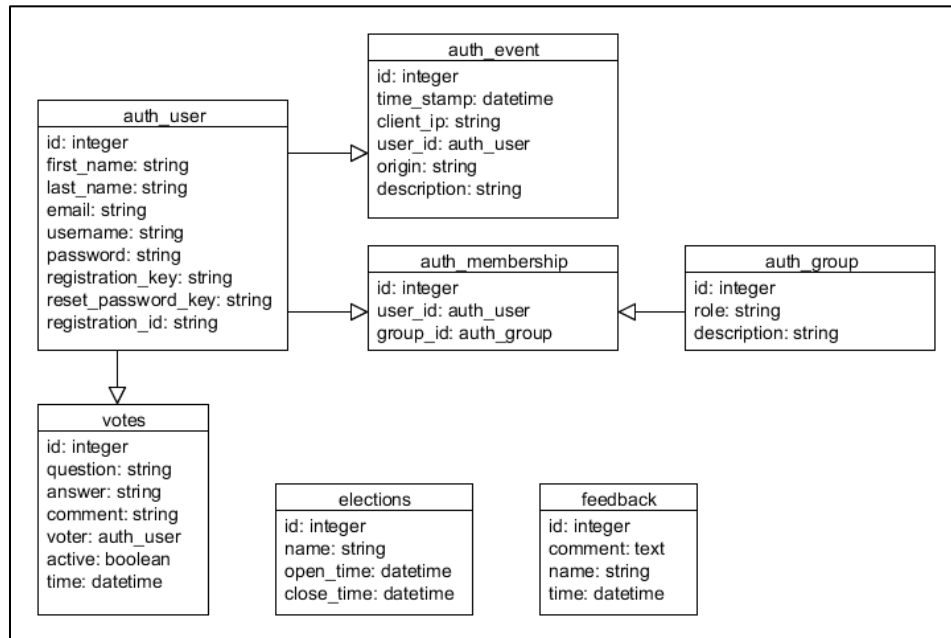 auth_event
id: integer
time_stamp: datetime
client_ip: string
user_id: auth_user
origin: string
description: string
auth_user
id: integer
first_name: string
last_name: string
email: string
username: string
password: string
registration_key: string
reset_password_key: string
registration_id: string
auth_membership
id: integer
user_id: auth_user
group_id: auth_group
auth_group
id: integer
role: string
description: string
votes
id: integer
question: string
answer: string
comment: string
voter: auth_user
active: boolean
time: datetime
elections
id: integer
name: string
open_time: datetime
close_time: datetime
feedback
id: integer
comment: text
name: string
time: datetime